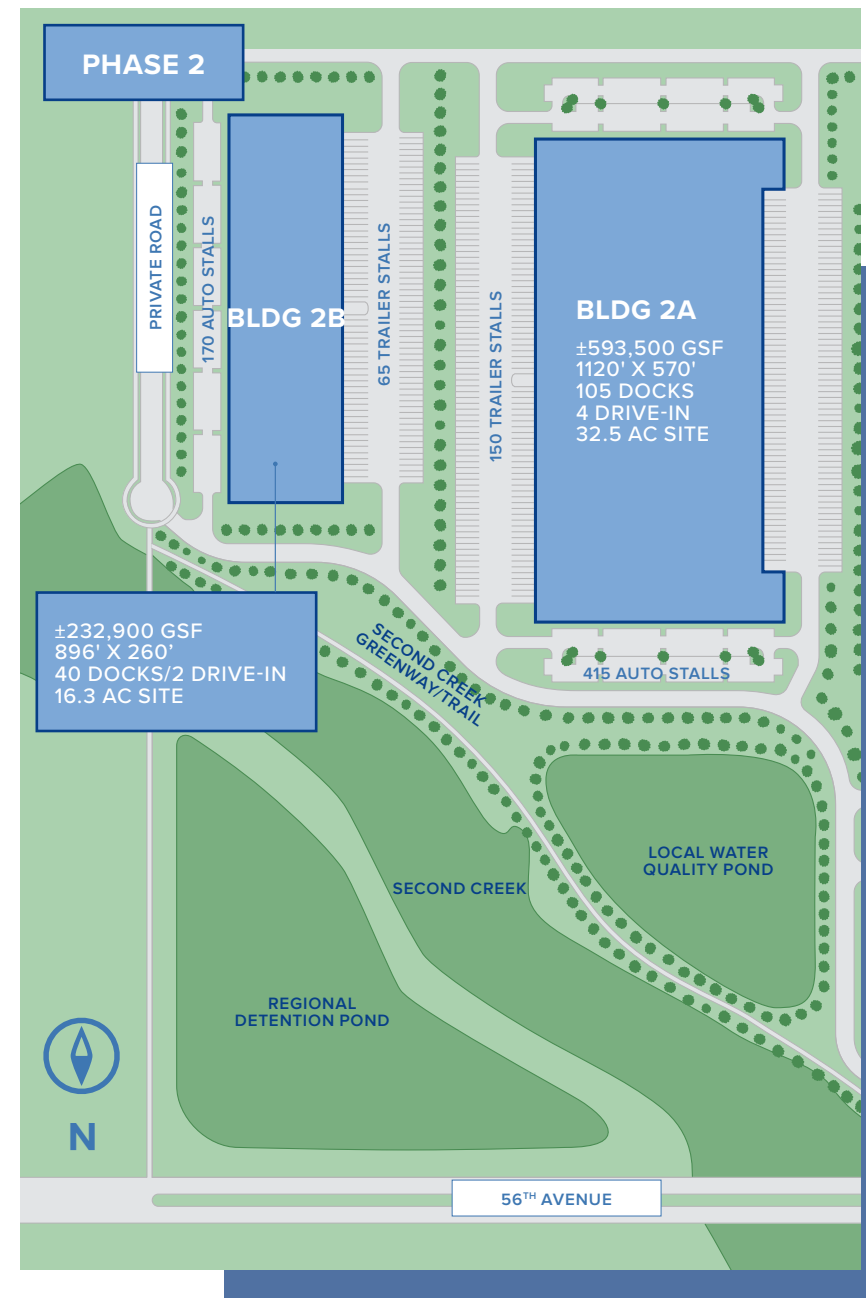 PHASE 2
PRIVATE ROAD
170 AUTO STALLS
BLDG 2B
65 TRAILER STALLS
150 TRAILER STALLS
BLDG 2A
±593,500 GSF
1120' X 570'
105 DOCKS
4 DRIVE-IN
32.5 AC SITE
±232,900 GSF
896' X 260’
40 DOCKS/2 DRIVE-IN
16.3 AC SITE
SECOND CREEK
GREENWAY/TRAIL
415 AUTO STALLS
LOCAL WATER
QUALITY POND
SECOND CREEK
REGIONAL
DETENTION POND
N
56TH AVENUE